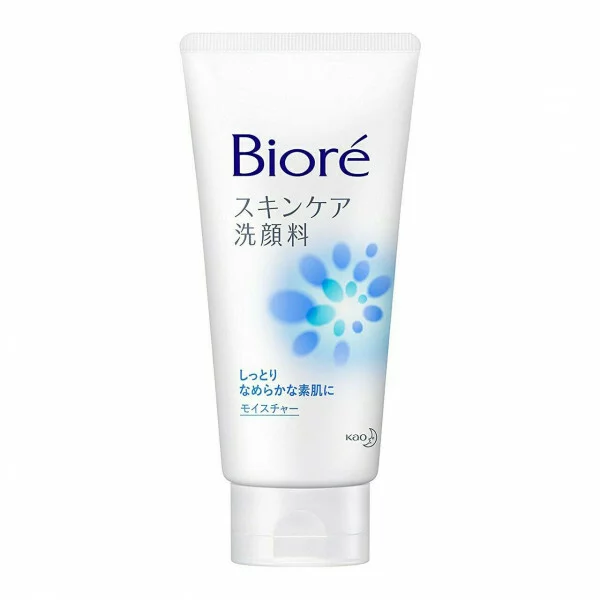 Bioré
スキンケア
洗顔料
しっとり
なめらかな素肌に
モイスチャー
Kao